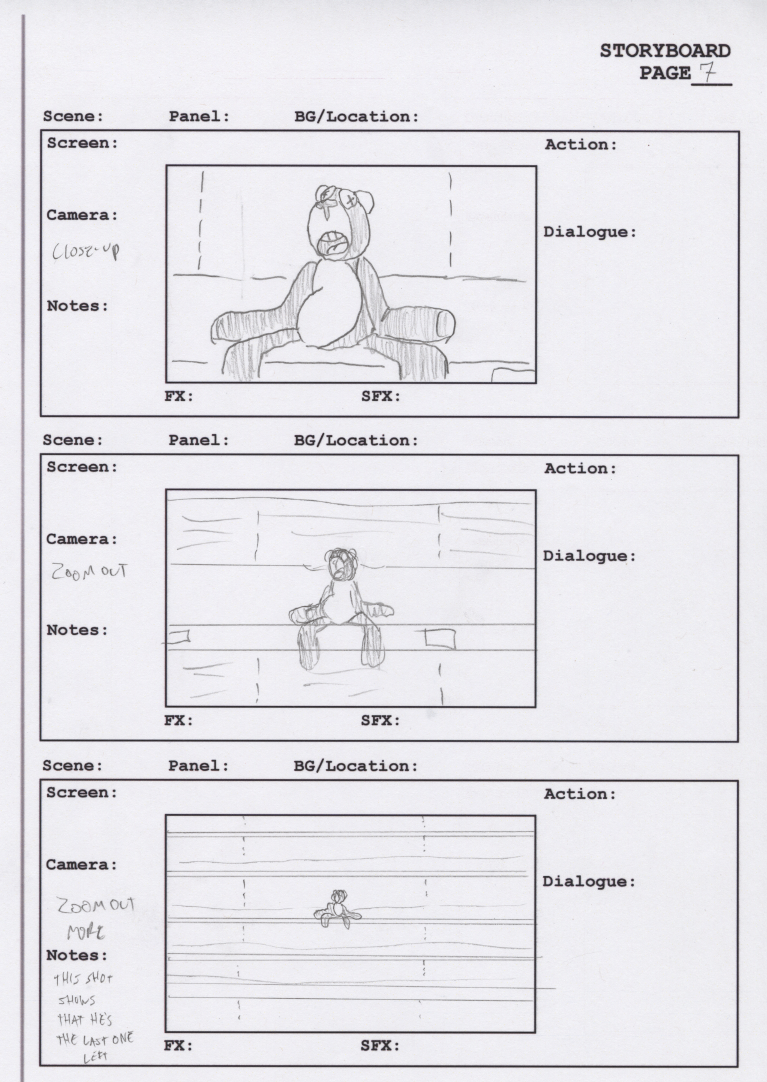 STORYBOARD
PAGE 7
Scene: Panel: BG/Location:
Screen:
Action:
Camera:
CLOSE-UP
Dialogue:
Notes:
FX: SFX:
Scene: Panel: BG/Location:
Screen:
Action:
Camera:
ZOOM OUT
Dialogue:
Notes:
FX: SFX:
Scene: Panel: BG/Location:
Screen:
Action:
Camera:
ZOOM OUT
MORE
Dialogue:
Notes:
THIS SHOT
SHOWS
THAT HE'S
THE LAST ONE
LEFT
FX: SFX: